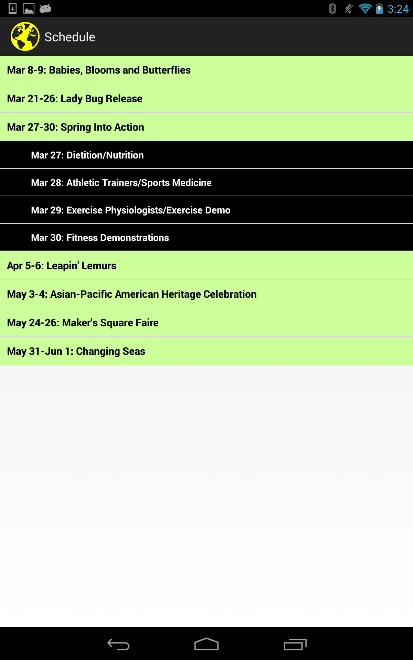 3:24
Schedule
Mar 8-9: Babies, Blooms and Butterflies
Mar 21-26: Lady Bug Release
Mar 27-30: Spring Into Action
Mar 27: Dietition/Nutrition
Mar 28: Athletic Trainers/Sports Medicine
Mar 29: Exercise Physiologists/Exercise Demo
Mar 30: Fitness Demonstrations
Apr 5-6: Leapin' Lemurs
May 3-4: Asian-Pacific American Heritage Celebration
May 24-26: Maker's Square Faire
May 31-Jun 1: Changing Seas